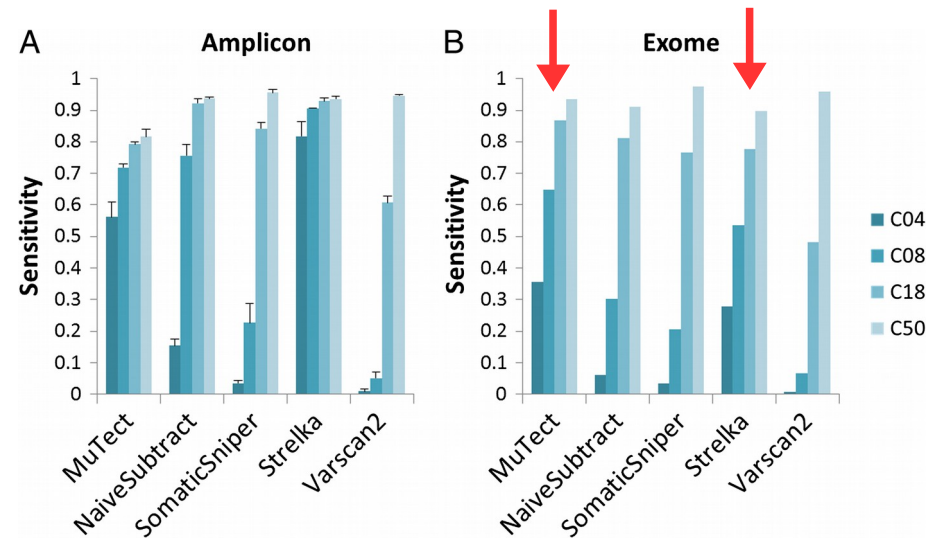 A
Amplicon
Sensitivity
1
0.9
0.8
0.7
0.6
0.5
0.4
0.3
0.2
0.1
0
MuTect
NaiveSubtract
SomaticSniper
Strelka
Varscan2
B
Exome
Sensitivity
1
0.9
0.8
0.7
0.6
0.5
0.4
0.3
0.2
0.1
0
MuTect
NaiveSubtract
SomaticSniper
Strelka
Varscan2
C04
C08
C18
C50